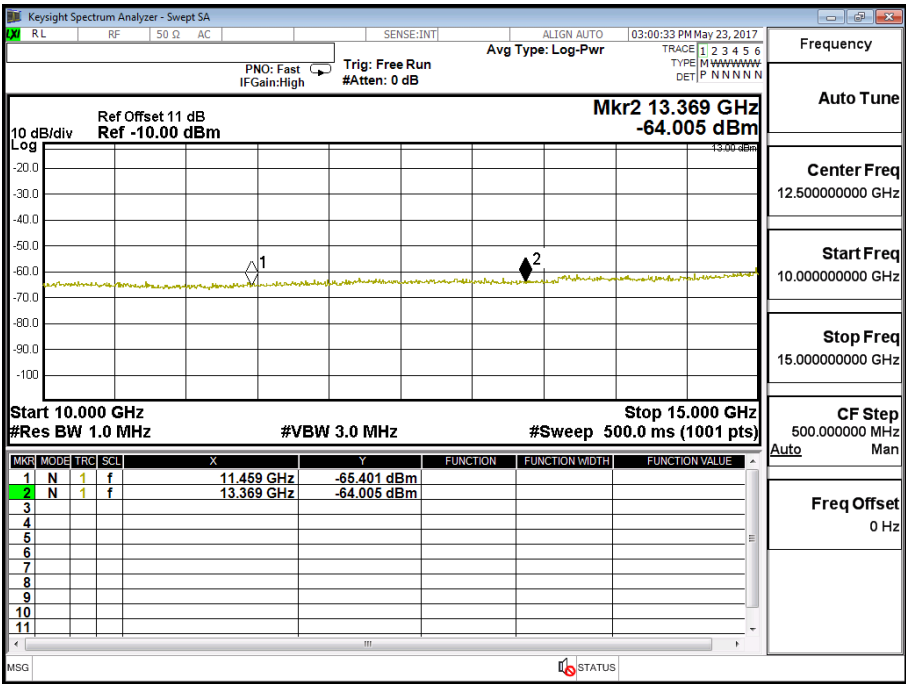 Keysight Spectrum Analyzer - Swept SA
LXI RL RF 50 Ω AC SENSE:INT ALIGN AUTO 03:00:33 PM May 23, 2017
PNO: Fast
IFGain:High
Trig: Free Run
#Atten: 0 dB
Avg Type: Log-Pwr
TRACE 1 2 3 4 5 6
TYPE M WWWWW
DET P N N N N N
Mkr2 13.369 GHz
-64.005 dBm
Ref Offset 11 dB
10 dB/div Ref -10.00 dBm
Log
13.00 dBm
-20.0
-30.0
-40.0
-50.0
-60.0
-70.0
-80.0
-90.0
-100
1
2
Start 10.000 GHz Stop 15.000 GHz
#Res BW 1.0 MHz #VBW 3.0 MHz #Sweep 500.0 ms (1001 pts)
MKR MODE TRC SCL X Y FUNCTION FUNCTION WIDTH FUNCTION VALUE
1 N 1 f 11.459 GHz -65.401 dBm
2 N 1 f 13.369 GHz -64.005 dBm
3
4
5
6
7
8
9
10
11
MSG STATUS
Frequency
Auto Tune
Center Freq
12.500000000 GHz
Start Freq
10.000000000 GHz
Stop Freq
15.000000000 GHz
CF Step
500.000000 MHz
Auto Man
Freq Offset
0 Hz